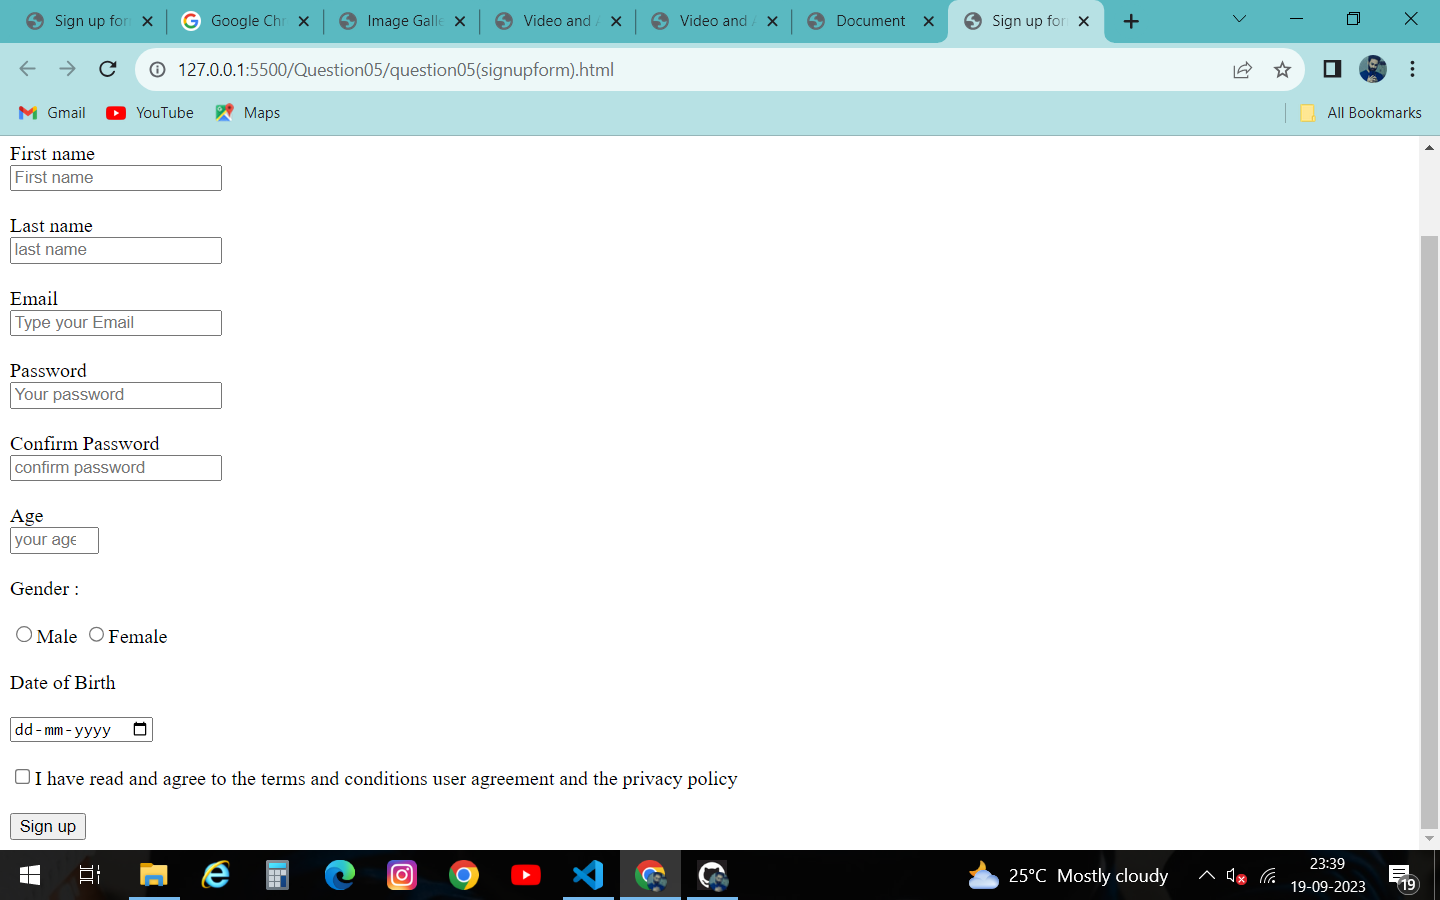 Sign up for
Google Chr
Image Galle
Video and A
Video and A
Document
Sign up for
127.0.0.1:5500/Question05/question05(signupform).html
Gmail
YouTube
Maps
All Bookmarks
First name
First name
Last name
last name
Email
Type your Email
Password
Your password
Confirm Password
confirm password
Age
your age
Gender :
Male Female
Date of Birth
dd-mm-yyyy
I have read and agree to the terms and conditions user agreement and the privacy policy
Sign up
25°C Mostly cloudy
23:39
19-09-2023
19